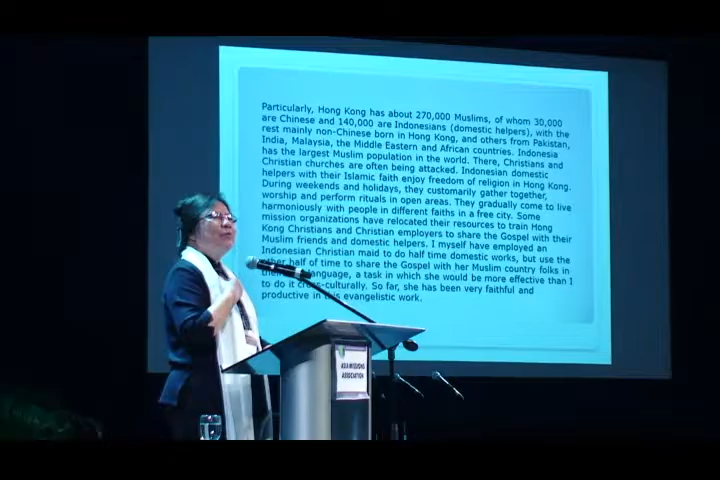 Particularly, Hong Kong has about 270,000 Muslims, of whom 30,000
are Chinese and 140,000 are Indonesians (domestic helpers), with the
rest mainly non-Chinese born in Hong Kong, and others from Pakistan,
India, Malaysia, the Middle Eastern and African countries. Indonesia
has the largest Muslim population in the world. There, Christians and
Christian churches are often being attacked. Indonesian domestic
helpers with their Islamic faith enjoy freedom of religion in Hong Kong.
During weekends and holidays, they customarily gather together,
worship and perform rituals in open areas. They gradually come to live
harmoniously with people in different faiths in a free city. Some
mission organizations have relocated their resources to train Hong
Kong Christians and Christian employers to share the Gospel with their
Muslim friends and domestic helpers. I myself have employed an
Indonesian Christian maid to do half time domestic works, but use the
other half of time to share the Gospel with her Muslim country folks in
language, a task in which she would be more effective than I
to do it cross-culturally. So far, she has been very faithful and
productive in this evangelistic work.
ASIA MISSIONS
ASSOCIATION